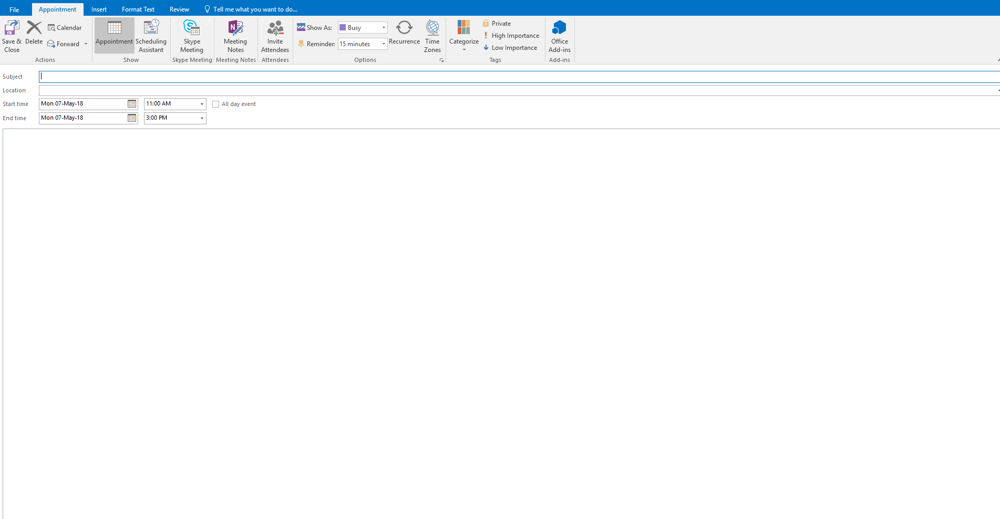 File Appointment Insert Format Text Review Tell me what you want to do...
Save & Close Delete Calendar Forward
Actions
Appointment Scheduling Assistant
Show
Skype Meeting
Skype Meeting
Meeting Notes
Meeting Notes
Invite Attendees
Attendees
Show As: Busy
Reminder: 15 minutes
Recurrence Time Zones
Options
Categorize
Private
High Importance
Low Importance
Tags
Office Add-ins
Add-ins
Subject
Location
Start time Mon 07-May-18 11:00 AM All day event
End time Mon 07-May-18 3:00 PM